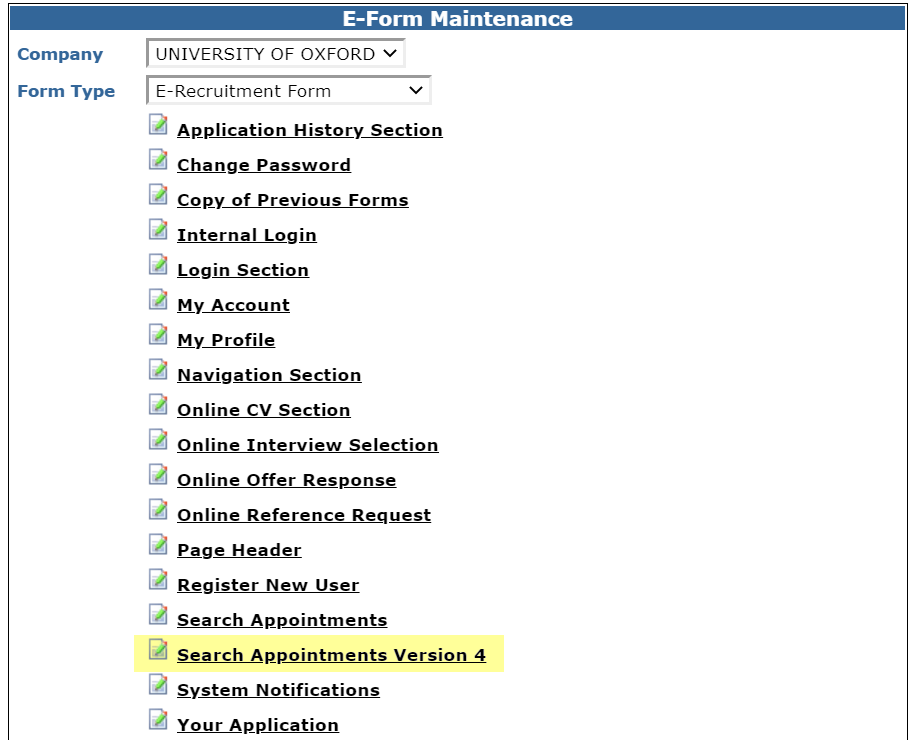 E-Form Maintenance
Company UNIVERSITY OF OXFORD
Form Type E-Recruitment Form
Application History Section
Change Password
Copy of Previous Forms
Internal Login
Login Section
My Account
My Profile
Navigation Section
Online CV Section
Online Interview Selection
Online Offer Response
Online Reference Request
Page Header
Register New User
Search Appointments
Search Appointments Version 4
System Notifications
Your Application